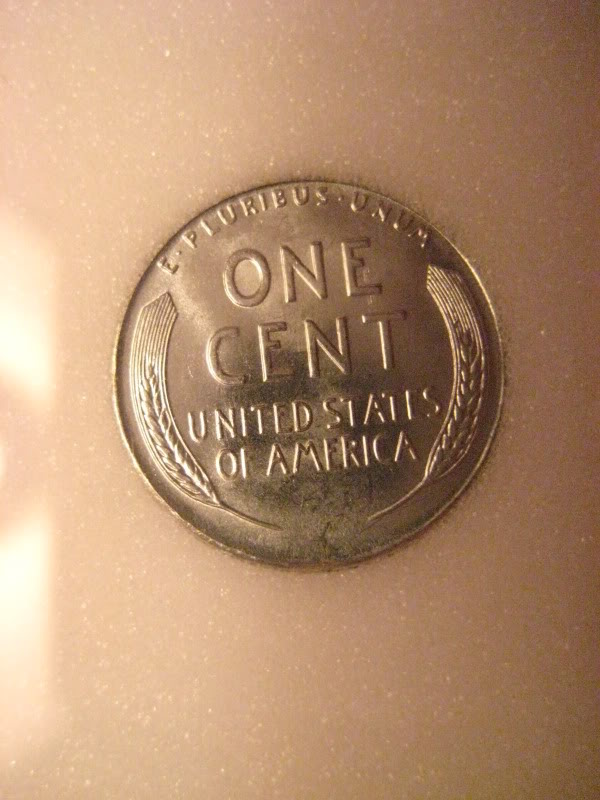 E·PLURIBUS·UNUM
ONE
CENT
UNITED STATES
OF AMERICA